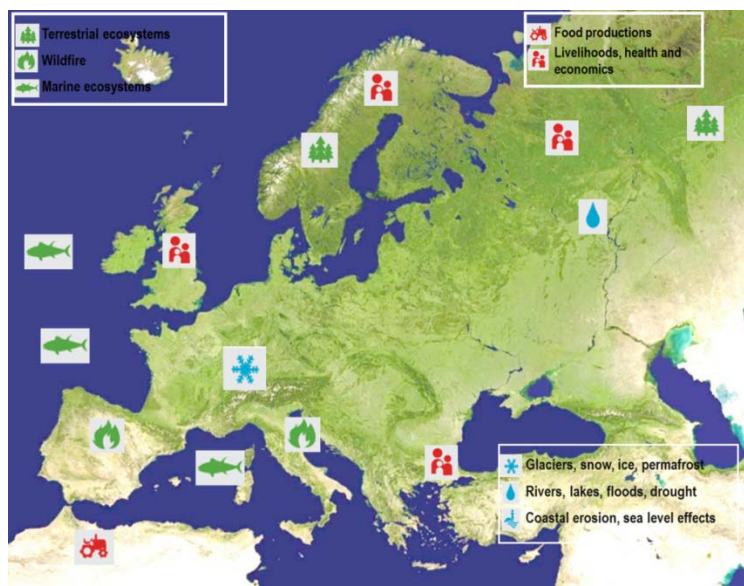 Terrestrial ecosystems
Wildfire
Marine ecosystems
Food productions
Livelihoods, health and
economics
Glaciers, snow, ice, permafrost
Rivers, lakes, floods, drought
Coastal erosion, sea level effects